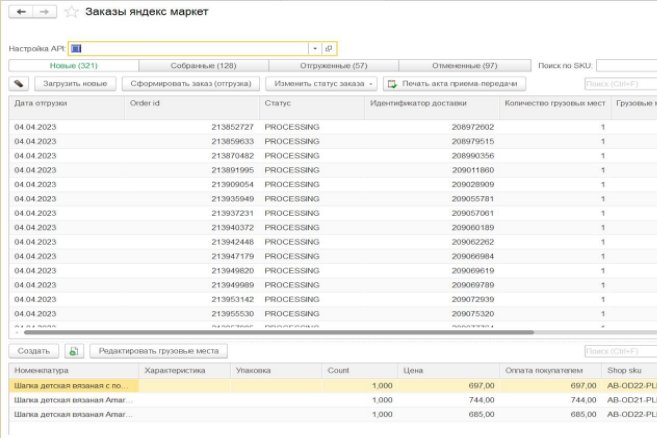 Заказы яндекс маркет
Настройка API:
Новые (321) Собранные (128) Отгруженные (57) Отмененные (97) Поиск по SKU:
Загрузить новые Сформировать заказ (отгрузка) Изменить статус заказа Печать акта приема-передачи Поиск (Ctrl+F)
Дата отгрузки Order id Статус Идентификатор доставки Количество грузовых мест Грузовые
04.04.2023 213852727 PROCESSING 208972602 1
04.04.2023 213859633 PROCESSING 208979515 1
04.04.2023 213870482 PROCESSING 208990356 1
04.04.2023 213891995 PROCESSING 209011860 1
04.04.2023 213909054 PROCESSING 209028909 1
04.04.2023 213935949 PROCESSING 209055781 1
04.04.2023 213937231 PROCESSING 209057061 1
04.04.2023 213940372 PROCESSING 209060189 1
04.04.2023 213942448 PROCESSING 209062262 1
04.04.2023 213947179 PROCESSING 209066984 1
04.04.2023 213949820 PROCESSING 209069619 1
04.04.2023 213949989 PROCESSING 209069789 1
04.04.2023 213953142 PROCESSING 209072939 1
04.04.2023 213955530 PROCESSING 209075320 1
Создать Редактировать грузовые места Поиск (Ctrl+F)
Номенклатура Характеристика Упаковка Count Цена Оплата покупателем Shop sku
Шапка детская вязаная с по... 1,000 697,00 697,00 AB-OD22-PL
Шапка детская вязаная Amar... 1,000 744,00 744,00 AB-OD21-PL
Шапка детская вязаная Amar... 1,000 685,00 685,00 AB-OD22-PL